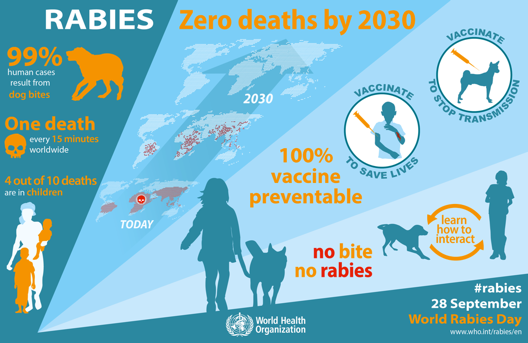 RABIES Zero deaths by 2030
99%
human cases
result from
dog bites
One death
every 15 minutes
worldwide
4 out of 10 deaths
are in children
2030
TODAY
100%
vaccine
preventable
VACCINATE
TO SAVE LIVES
VACCINATE
TO STOP TRANSMISSION
no bite
no rabies
learn
how to
interact
#rabies
28 September
World Rabies Day
www.who.int/rabies/en
World Health
Organization